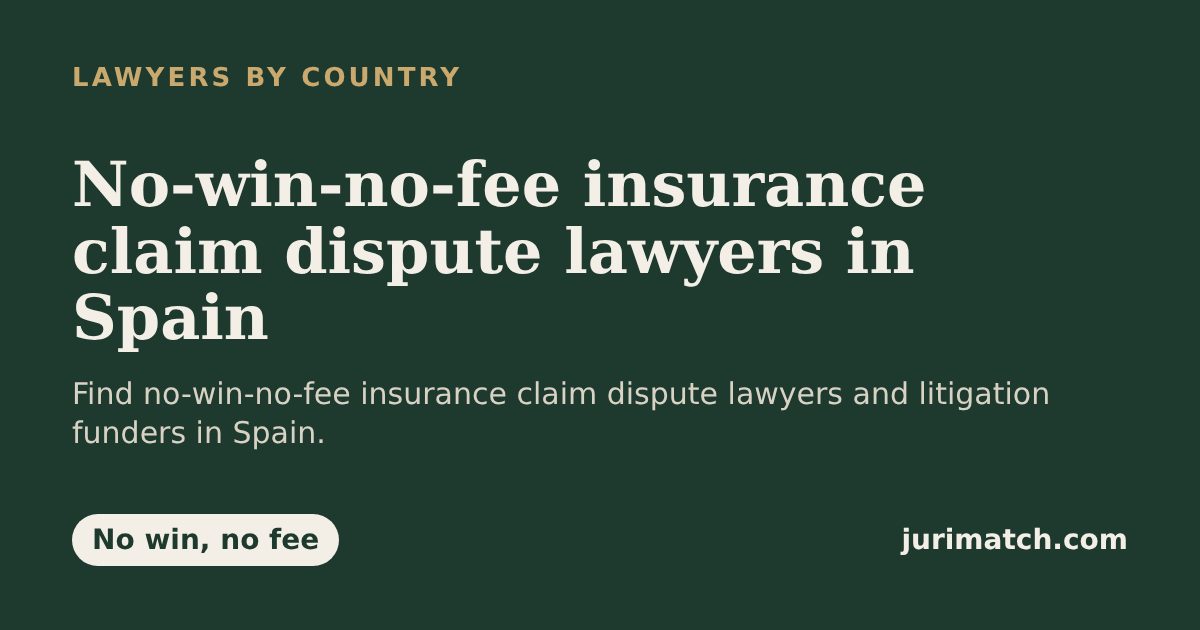 LAWYERS BY COUNTRY
No-win-no-fee insurance
claim dispute lawyers in
Spain
Find no-win-no-fee insurance claim dispute lawyers and litigation
funders in Spain.
No win, no fee
jurimatch.com